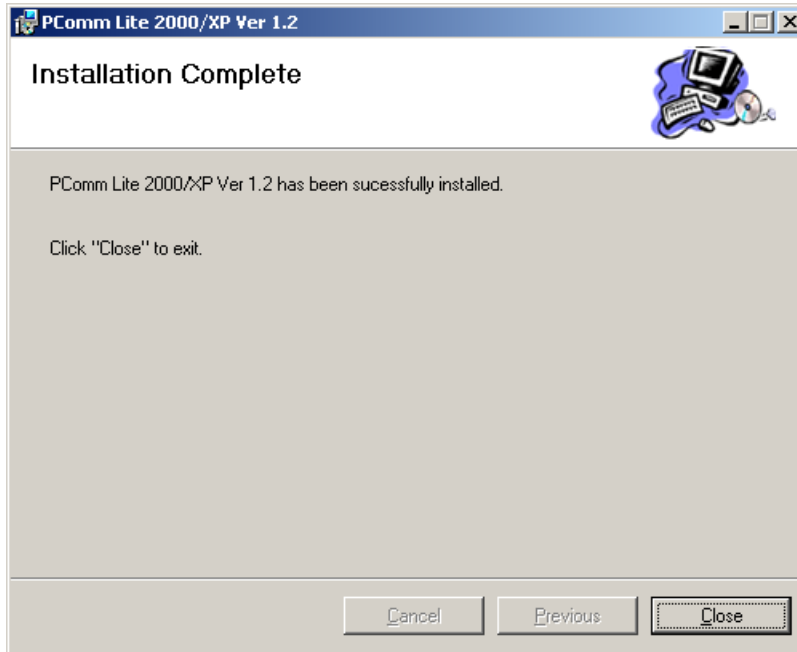 PComm Lite 2000/XP Ver 1.2
Installation Complete
PComm Lite 2000/XP Ver 1.2 has been sucessfully installed.
Click "Close" to exit.
Cancel Previous Close